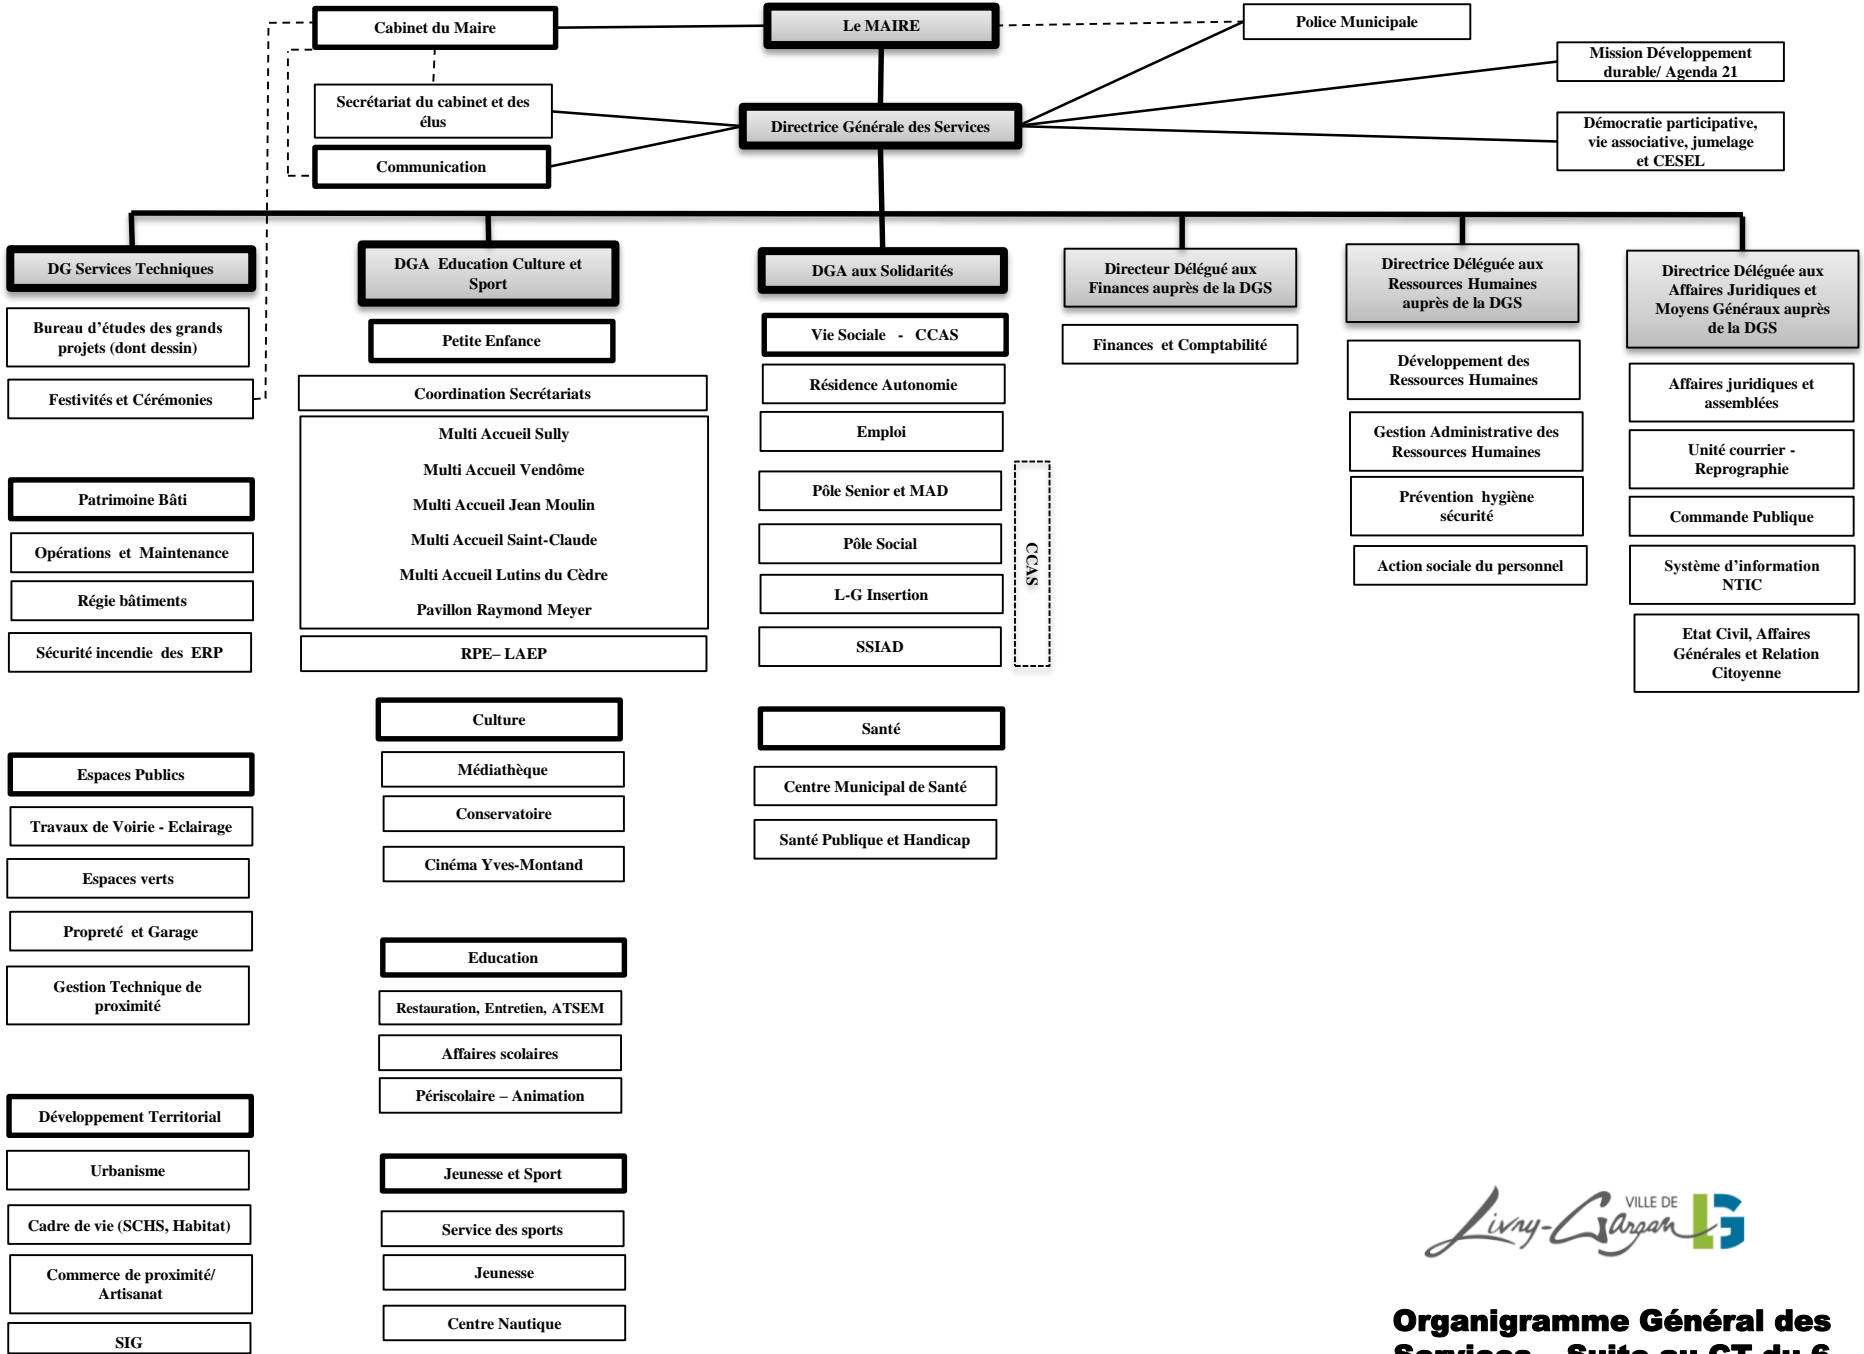 Cabinet du Maire
Le MAIRE
Police Municipale
Mission Développement
durable/ Agenda 21
Secrétariat du cabinet et des
élus
Directrice Générale des Services
Démocratie participative,
vie associative, jumelage
et CESEL
Communication
DG Services Techniques
Bureau d’études des grands
projets (dont dessin)
Festivités et Cérémonies
Patrimoine Bâti
Opérations et Maintenance
Régie bâtiments
Sécurité incendie des ERP
Espaces Publics
Travaux de Voirie - Eclairage
Espaces verts
Propreté et Garage
Gestion Technique de
proximité
Développement Territorial
Urbanisme
Cadre de vie (SCHS, Habitat)
Commerce de proximité/
Artisanat
SIG
DGA Education Culture et
Sport
Petite Enfance
Coordination Secrétariats
Multi Accueil Sully
Multi Accueil Vendôme
Multi Accueil Jean Moulin
Multi Accueil Saint-Claude
Multi Accueil Lutins du Cèdre
Pavillon Raymond Meyer
RPE– LAEP
Culture
Médiathèque
Conservatoire
Cinéma Yves-Montand
Education
Restauration, Entretien, ATSEM
Affaires scolaires
Périscolaire – Animation
Jeunesse et Sport
Service des sports
Jeunesse
Centre Nautique
DGA aux Solidarités
Vie Sociale - CCAS
Résidence Autonomie
Emploi
Pôle Senior et MAD
Pôle Social
L-G Insertion
SSIAD
CCAS
Santé
Centre Municipal de Santé
Santé Publique et Handicap
Directeur Délégué aux
Finances auprès de la DGS
Finances et Comptabilité
Directrice Déléguée aux
Ressources Humaines
auprès de la DGS
Développement des
Ressources Humaines
Gestion Administrative des
Ressources Humaines
Prévention hygiène
sécurité
Action sociale du personnel
Directrice Déléguée aux
Affaires Juridiques et
Moyens Généraux auprès
de la DGS
Affaires juridiques et
assemblées
Unité courrier -
Reprographie
Commande Publique
Système d’information
NTIC
Etat Civil, Affaires
Générales et Relation
Citoyenne
VILLE DE
Livry-Gargan
LG
Organigramme Général des
Services – Suite au CT du 6